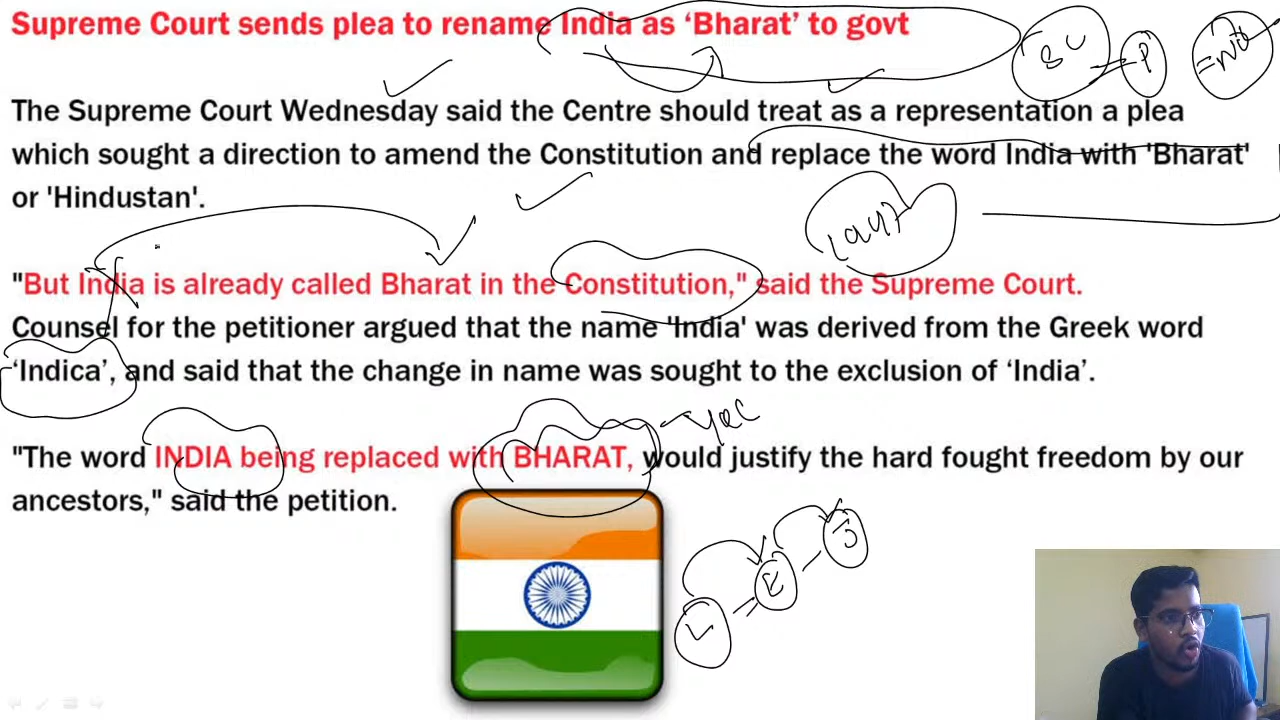 Supreme Court sends plea to rename India as ‘Bharat’ to govt
SC
P
=No
The Supreme Court Wednesday said the Centre should treat as a representation a plea
which sought a direction to amend the Constitution and replace the word India with 'Bharat'
or 'Hindustan'.
"But India is already called Bharat in the Constitution," said the Supreme Court.
Counsel for the petitioner argued that the name 'India' was derived from the Greek word
‘Indica’, and said that the change in name was sought to the exclusion of ‘India’.
"The word INDIA being replaced with BHARAT, would justify the hard fought freedom by our
ancestors," said the petition.
L
E
J